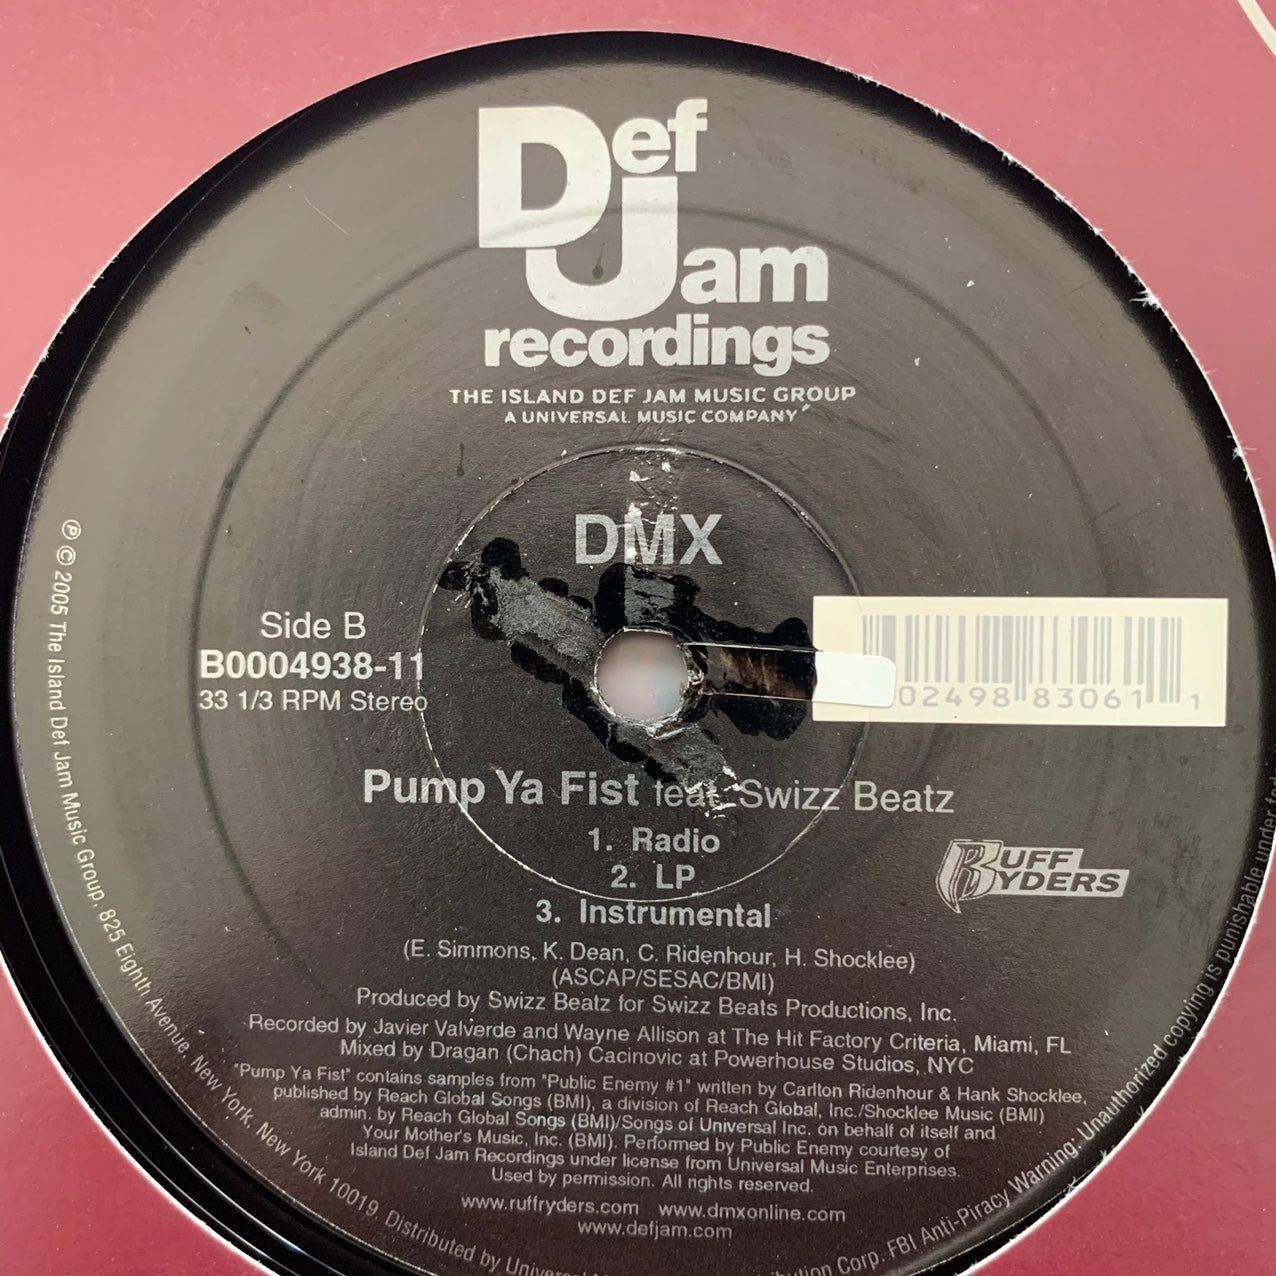 Def
Jam
recordings
THE ISLAND DEF JAM MUSIC GROUP
A UNIVERSAL MUSIC COMPANY
DMX
Side B
B0004938-11
33 1/3 RPM Stereo
02498 83061 1
Pump Ya Fist feat. Swizz Beatz
1. Radio
2. LP
3. Instrumental
RUFF
RYDERS
(E. Simmons, K. Dean, C. Ridenhour, H. Shocklee)
(ASCAP/SESAC/BMI)
Produced by Swizz Beatz for Swizz Beats Productions, Inc.
Recorded by Javier Valverde and Wayne Allison at The Hit Factory Criteria, Miami, FL
Mixed by Dragan (Chach) Cacinovic at Powerhouse Studios, NYC
"Pump Ya Fist" contains samples from "Public Enemy #1" written by Carlton Ridenhour & Hank Shocklee,
published by Reach Global Songs (BMI), a division of Reach Global, Inc./Shocklee Music (BMI)
admin. by Reach Global Songs (BMI)/Songs of Universal Inc. on behalf of itself and
Your Mother's Music, Inc. (BMI). Performed by Public Enemy courtesy of
Island Def Jam Recordings under license from Universal Music Enterprises.
Used by permission. All rights reserved.
www.ruffryders.com www.dmxonline.com
www.defjam.com
℗ © 2005 The Island Def Jam Music Group, 825 Eighth Avenue, New York, New York 10019. Distributed by
Corp. FBI Anti-Piracy Warning: Unauthorized copying is punishable under